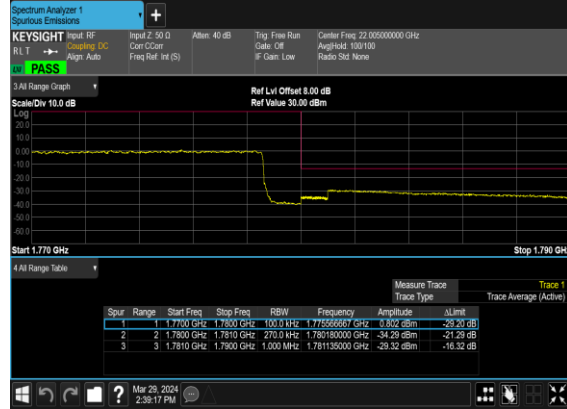 Spectrum Analyzer 1
Spurious Emissions
+
KEYSIGHT Input: RF Input Z: 50 Ω Atten: 40 dB Trig: Free Run Center Freq: 22.005000000 GHz
RLT Coupling: DC Corr CCorr Gate: Off Avg|Hold: 100/100
Align: Auto Freq Ref: Int (S) IF Gain: Low Radio Std: None
PASS
3 All Range Graph Ref Lvl Offset 8.00 dB
Scale/Div 10.0 dB Ref Value 30.00 dBm
Log
20.0
10.0
0.00
-10.0
-20.0
-30.0
-40.0
-50.0
-60.0
Start 1.770 GHz Stop 1.790 GH
4 All Range Table
Measure Trace Trace 1
Trace Type Trace Average (Active)
Spur Range Start Freq Stop Freq RBW Frequency Amplitude ΔLimit
1 1 1.7700 GHz 1.7800 GHz 100.0 kHz 1.775566667 GHz 0.802 dBm -29.20 dB
2 2 1.7800 GHz 1.7810 GHz 270.0 kHz 1.780180000 GHz -34.29 dBm -21.29 dB
3 3 1.7810 GHz 1.7900 GHz 1.000 MHz 1.781135000 GHz -29.32 dBm -16.32 dB
? Mar 29, 2024
2:39:17 PM